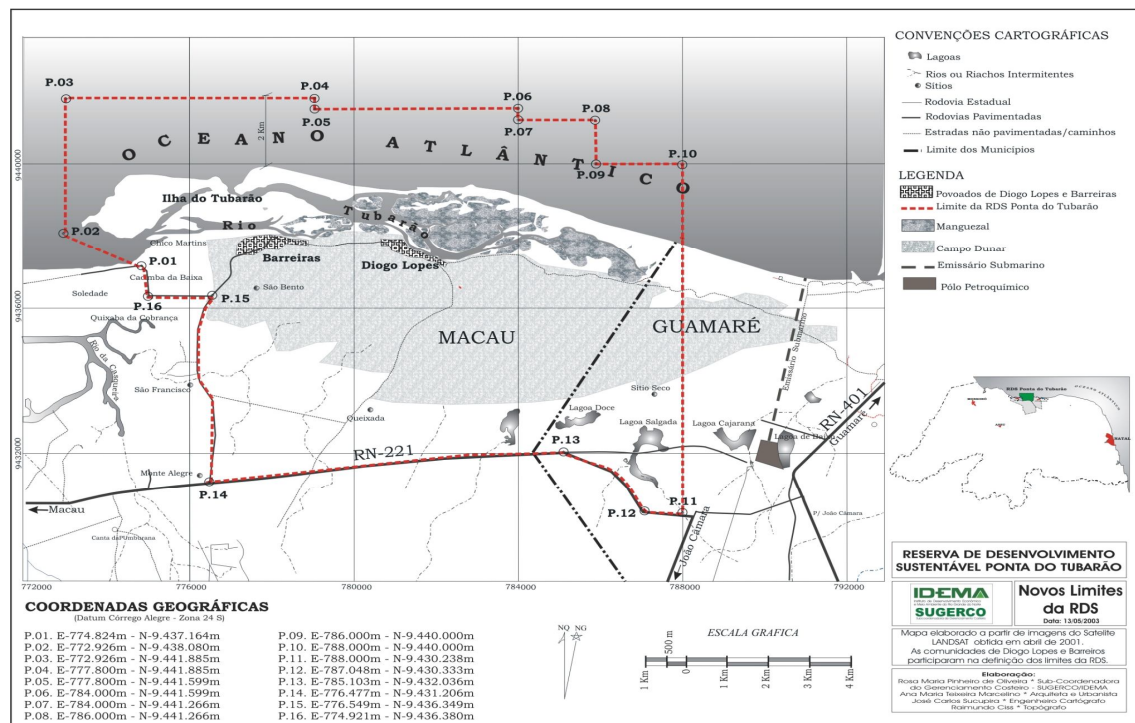 P.03
P.04
P.05
P.06
P.07
P.08
P.09
P.10
OCEANO ATLÂNTICO
2 Km
9440000
Ilha do Tubarão
Rio Tubarão
P.02
Chico Martins
Barreiras
Diogo Lopes
P.01
Cacimba da Baixa
São Bento
Soledade
P.16
P.15
9436000
Quixaba da Cobrança
MACAU
GUAMARÉ
Emissário Submarino
Rio da Casqueira
São Francisco
Sítio Seco
Queixada
Lagoa Doce
Lagoa Salgada
Lagoa Cajarana
Lagoa de Baixo
RN-401
Guamaré
9432000
RN-221
P.13
Monte Alegre
P.14
P.12
P.11
Macau
João Câmara
P/ João Câmara
772000
776000
780000
784000
788000
792000
CONVENÇÕES CARTOGRÁFICAS
Lagoas
Rios ou Riachos Intermitentes
Sítios
Rodovia Estadual
Rodovias Pavimentadas
Estradas não pavimentadas/caminhos
Limite dos Municípios
LEGENDA
Povoados de Diogo Lopes e Barreiras
Limite da RDS Ponta do Tubarão
Manguezal
Campo Dunar
Emissário Submarino
Pólo Petroquímico
RDS Ponta do Tubarão
NATAL
COORDENADAS GEOGRÁFICAS
(Datum Córrego Alegre - Zona 24 S)
P.01. E-774.824m - N-9.437.164m
P.02. E-772.926m - N-9.438.080m
P.03. E-772.926m - N-9.441.885m
P.04. E-777.800m - N-9.441.885m
P.05. E-777.800m - N-9.441.599m
P.06. E-784.000m - N-9.441.599m
P.07. E-784.000m - N-9.441.266m
P.08. E-786.000m - N-9.441.266m
P.09. E-786.000m - N-9.440.000m
P.10. E-788.000m - N-9.440.000m
P.11. E-788.000m - N-9.430.238m
P.12. E-787.048m - N-9.430.333m
P.13. E-785.103m - N-9.432.036m
P.14. E-776.477m - N-9.431.206m
P.15. E-776.549m - N-9.436.349m
P.16. E-774.921m - N-9.436.380m
NQ NG
ESCALA GRAFICA
500 m
1 Km
0
1 Km
2 Km
3 Km
4 Km
RESERVA DE DESENVOLVIMENTO
SUSTENTÁVEL PONTA DO TUBARÃO
IDEMA
SUGERCO
Novos Limites
da RDS
Data: 13/05/2003
Mapa elaborado a partir de imagens do Satelite
LANDSAT obtida em abril de 2001.
As comunidades de Diogo Lopes e Barreiros
participaram na definição dos limites da RDS.
Elaboração:
Rosa Maria Pinheiro de Oliveira * Sub-Coordenadora
do Gerenciamento Costeiro - SUGERCO/IDEMA
Ana Maria Teixeira Marcelino * Arquiteta e Urbanista
José Carlos Sucupira * Engenheiro Cartógrafo
Raimundo Ciss * Topógrafo